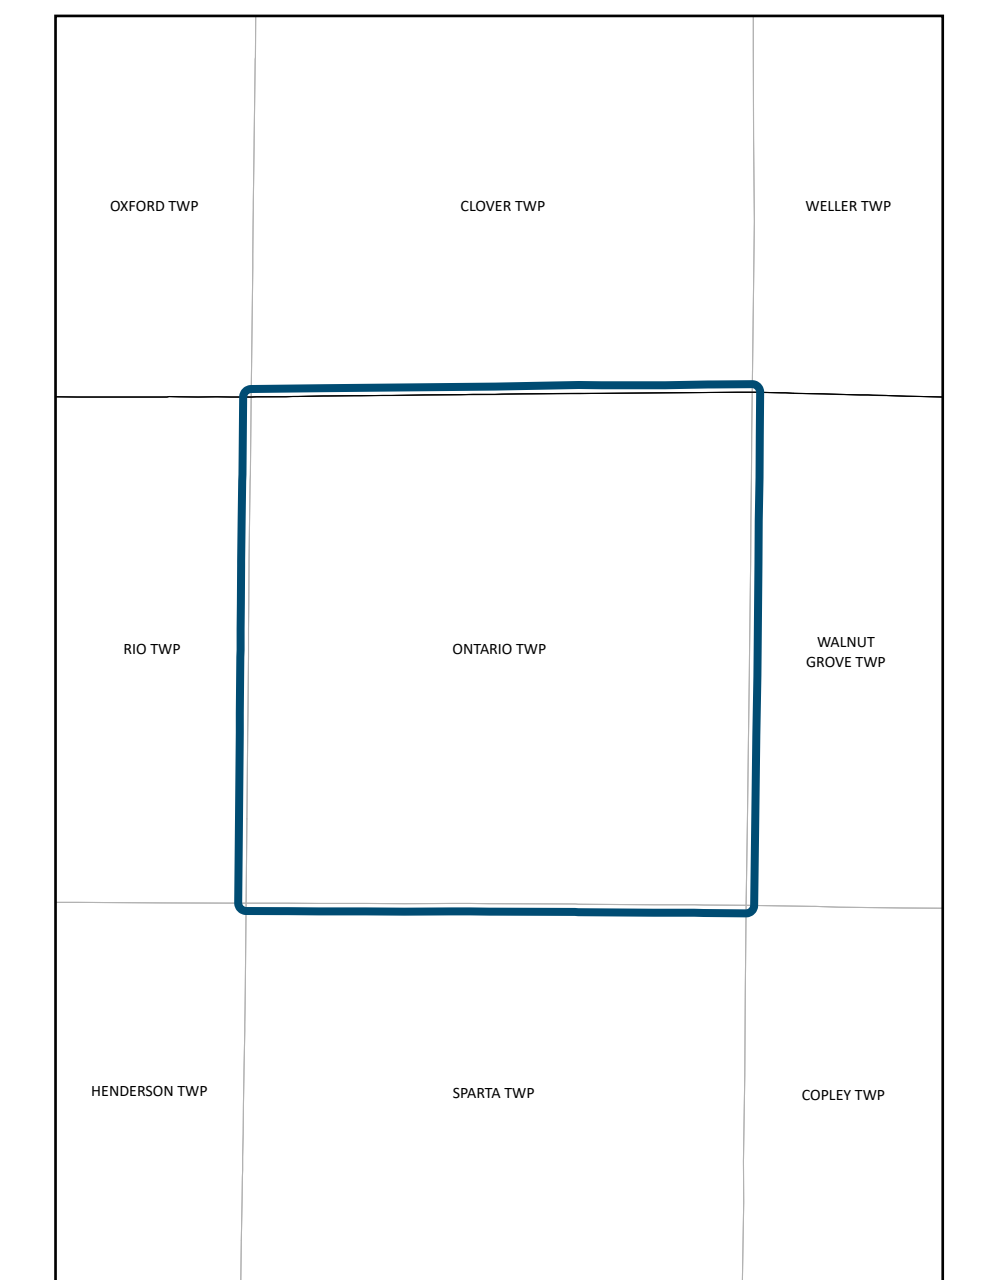 OXFORD TWP
CLOVER TWP
WELLER TWP
RIO TWP
ONTARIO TWP
WALNUT
GROVE TWP
HENDERSON TWP
SPARTA TWP
COPLEY TWP